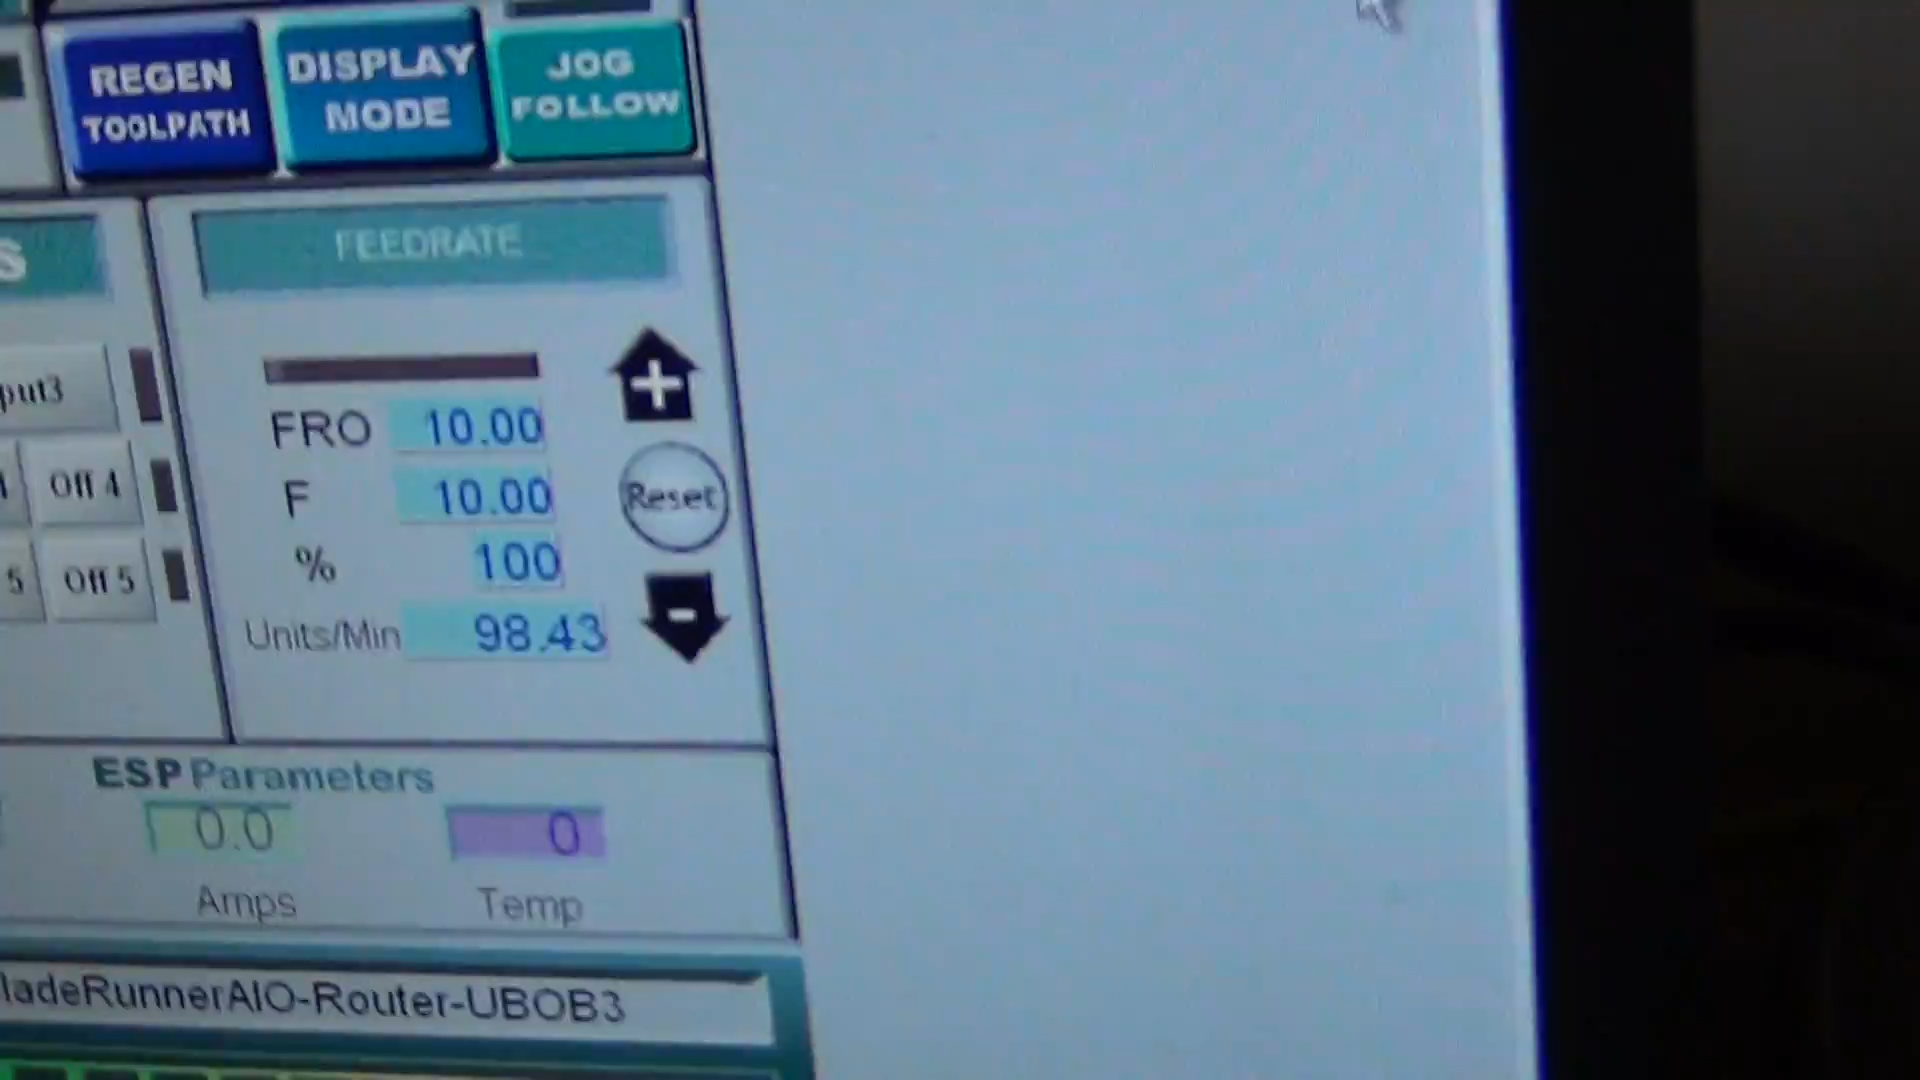 REGEN
TOOLPATH
DISPLAY
MODE
JOG
FOLLOW
S
FEEDRATE
put3
FRO 10.00
Off 4
F 10.00
Reset
5
Off 5
% 100
Units/Min 98.43
ESP Parameters
0.0
0
Amps
Temp
ladeRunnerAIO-Router-UBOB3